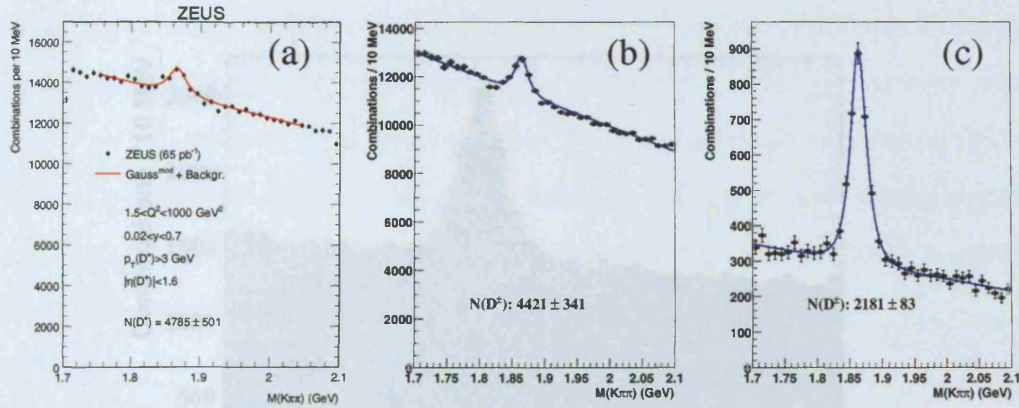 ZEUS
Combinations per 10 MeV
16000
14000
12000
10000
8000
6000
4000
2000
0
(a)
ZEUS (65 pb⁻¹)
Gauss^mod + Backgr.
1.5<Q²<1000 GeV²
0.02<y<0.7
p_T(D⁺)>3 GeV
|η(D⁺)|<1.6
N(D⁺) = 4785±501
1.7 1.8 1.9 2 2.1
M(Kππ) (GeV)
Combinations / 10 MeV
12000
10000
8000
6000
4000
2000
0
(b)
N(D±): 4421 ± 341
1.7 1.75 1.8 1.85 1.9 1.95 2 2.05 2.1
M(Kππ) (GeV)
Combinations / 10 MeV
900
800
700
600
500
400
300
200
100
0
(c)
N(D±): 2181 ± 83
1.7 1.75 1.8 1.85 1.9 1.95 2 2.05 2.1
M(Kππ) (GeV)